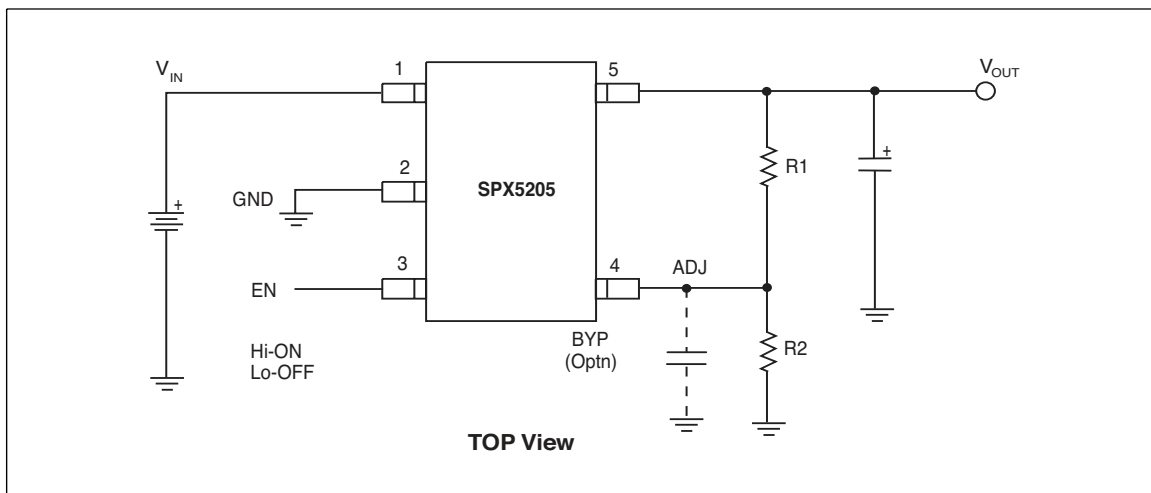 V_IN
1
5
V_OUT
+
R1
2
SPX5205
GND
+
3
4
ADJ
EN
BYP
(Optn)
R2
Hi-ON
Lo-OFF
TOP View